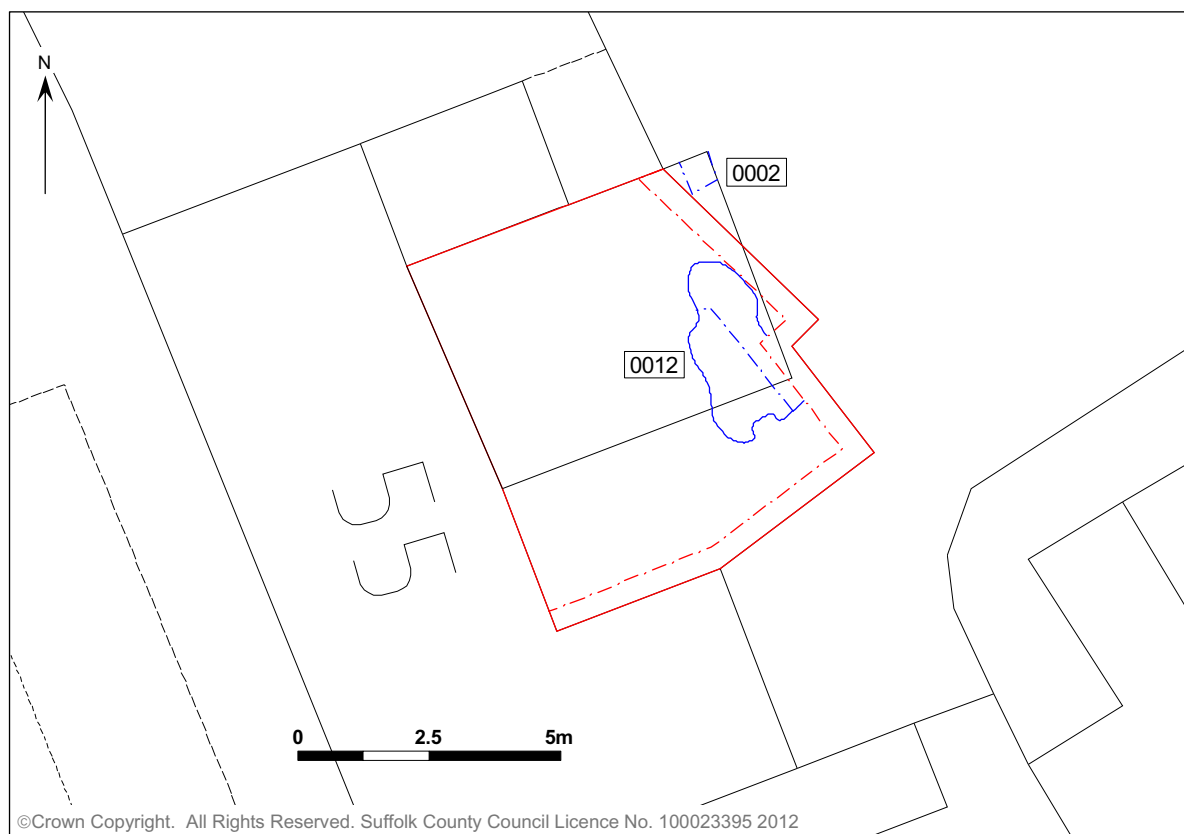 N
0002
0012
55
0 2.5 5m
©Crown Copyright. All Rights Reserved. Suffolk County Council Licence No. 100023395 2012